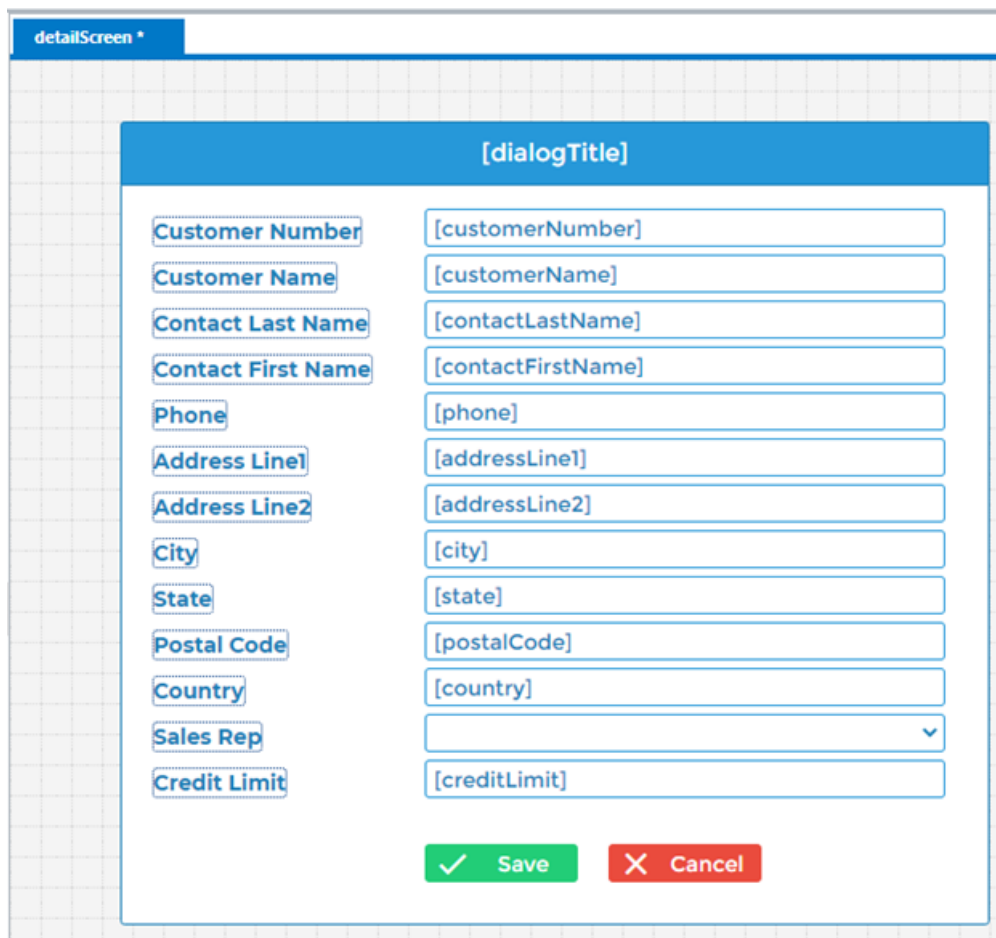 detailScreen *
[dialogTitle]
Customer Number [customerNumber]
Customer Name [customerName]
Contact Last Name [contactLastName]
Contact First Name [contactFirstName]
Phone [phone]
Address Line1 [addressLine1]
Address Line2 [addressLine2]
City [city]
State [state]
Postal Code [postalCode]
Country [country]
Sales Rep
Credit Limit [creditLimit]
Save Cancel